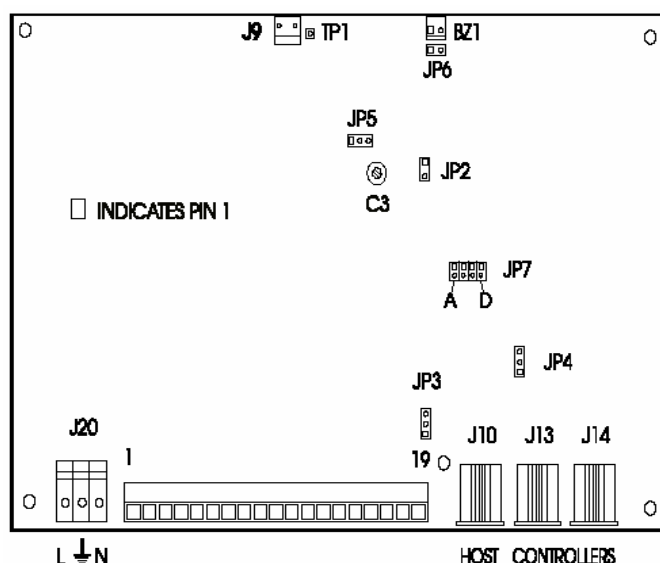 J9 TP1 BZ1
JP6
JP5
JP2
C3
INDICATES PIN 1
JP7
A D
JP4
JP3
J20 J10 J13 J14
1 19
L N HOST CONTROLLERS